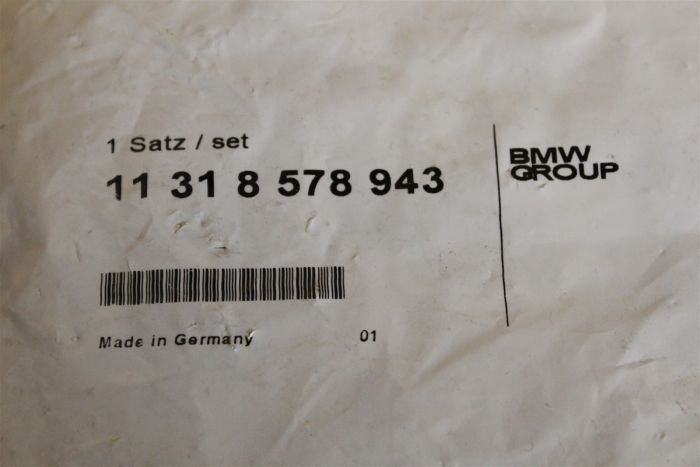 1 Satz / set
11 31 8 578 943
BMW
GROUP
Made in Germany 01